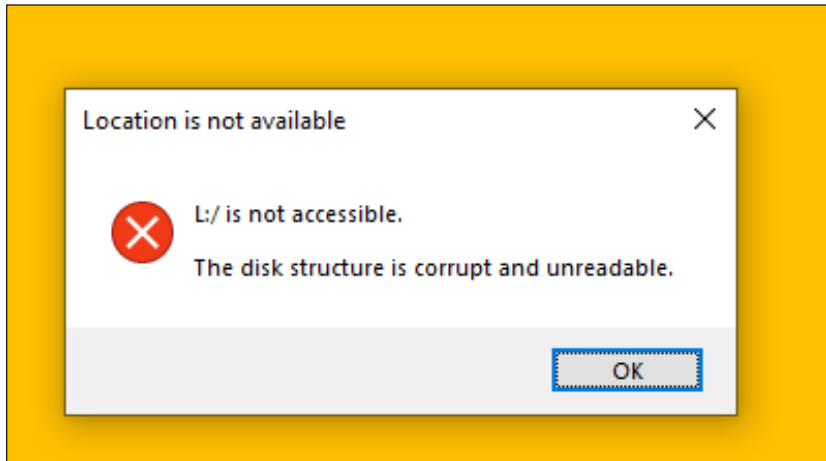 Location is not available
L:/ is not accessible.
The disk structure is corrupt and unreadable.
OK